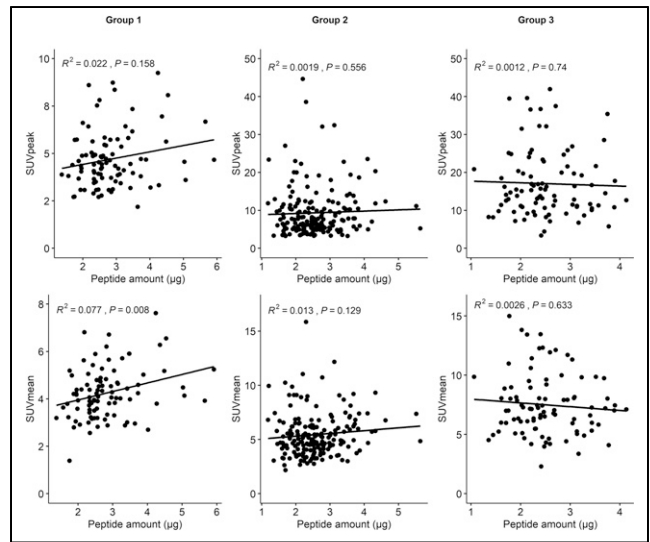 Group 1
Group 2
Group 3
R² = 0.022 , P = 0.158
R² = 0.0019 , P = 0.556
R² = 0.0012 , P = 0.74
SUVpeak
10
8
5
2
0
2
3
4
5
6
Peptide amount (µg)
SUVpeak
50
40
30
20
10
0
1
2
3
4
5
Peptide amount (µg)
SUVpeak
50
40
30
20
10
0
1
2
3
4
Peptide amount (µg)
R² = 0.077 , P = 0.008
R² = 0.013 , P = 0.129
R² = 0.0026 , P = 0.633
SUVmean
8
6
4
2
0
2
3
4
5
6
Peptide amount (µg)
SUVmean
15
10
5
0
1
2
3
4
5
Peptide amount (µg)
SUVmean
15
10
5
0
1
2
3
4
Peptide amount (µg)